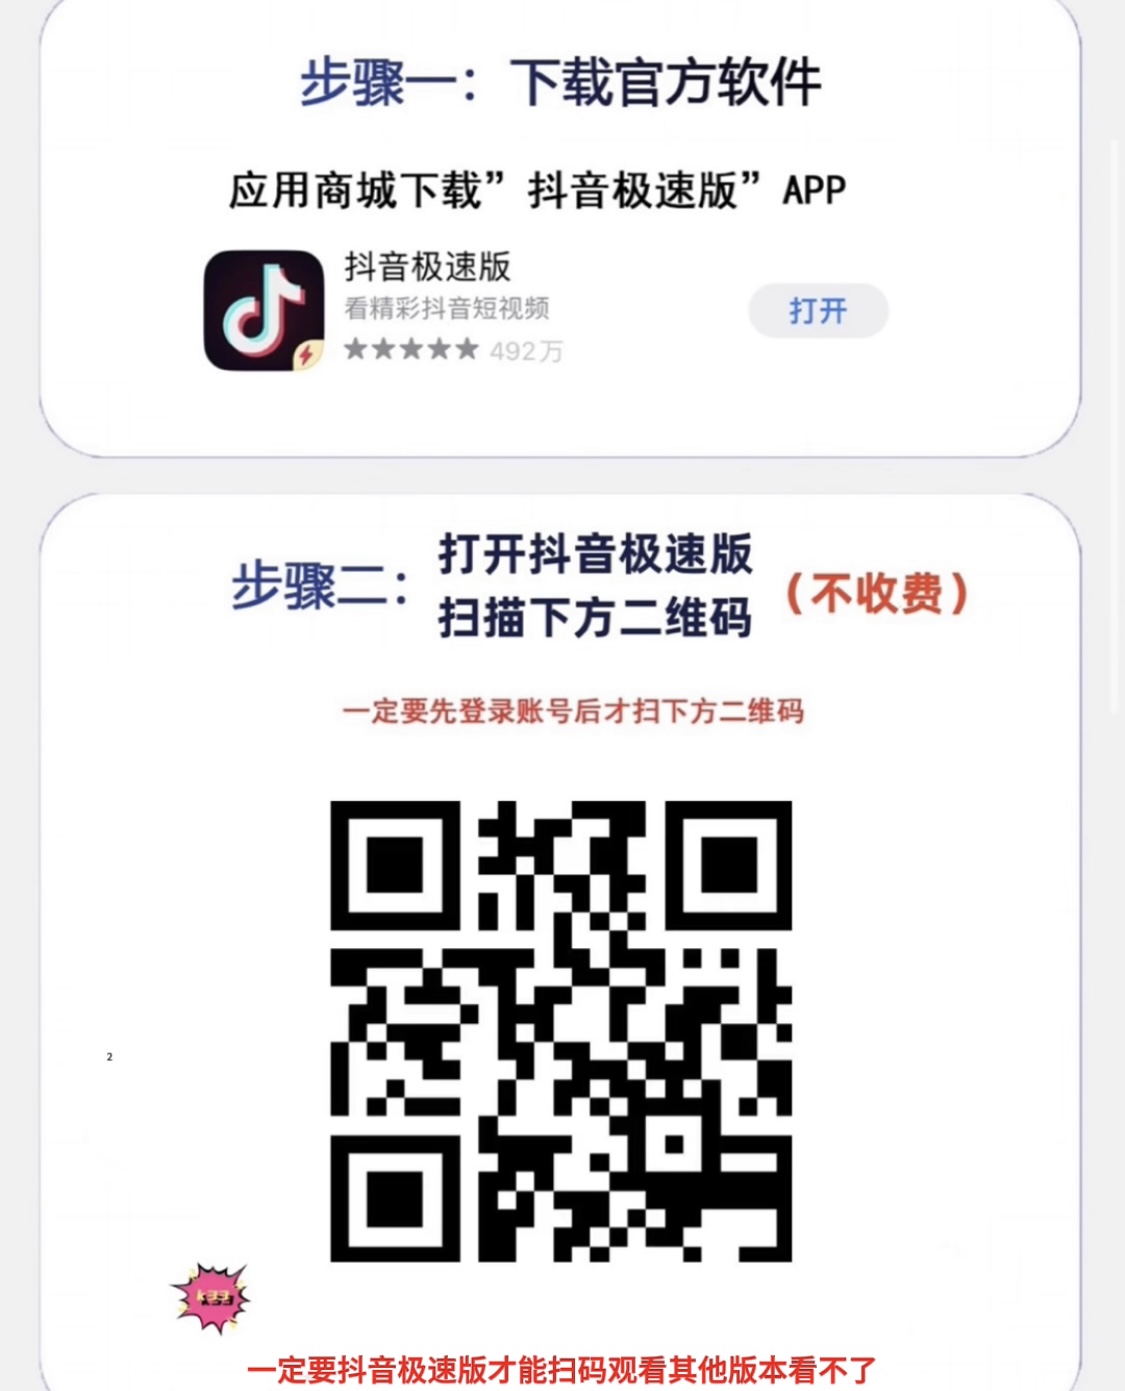 步骤一：下载官方软件
应用商城下载”抖音极速版”APP
抖音极速版
看精彩抖音短视频
★★★★★ 492万
打开
步骤二：
打开抖音极速版
扫描下方二维码
（不收费）
一定要先登录账号后才扫下方二维码
2
k33
k33
一定要抖音极速版才能扫码观看其他版本看不了